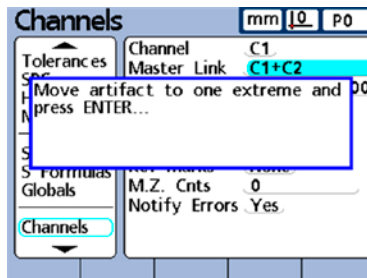 Channels mm P0
Tolerances
Channel C1
Master Link C1+C2
Move artifact to one extreme and
press ENTER...
Globals
M.Z. Cnts 0
Notify Errors Yes
Channels